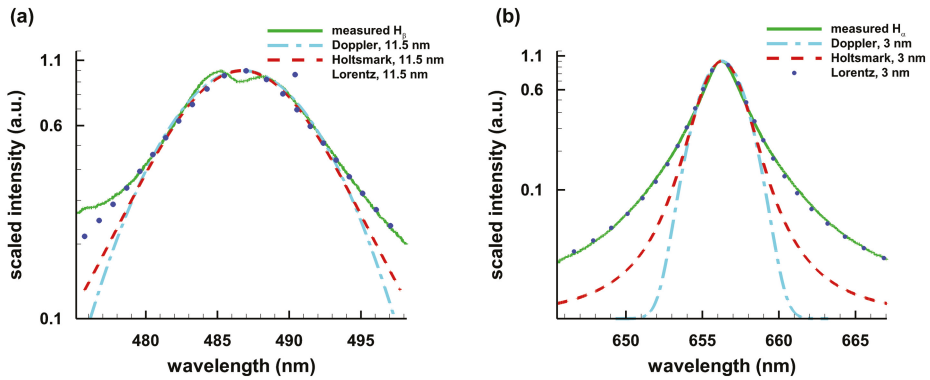 (a)
measured Hβ
Doppler, 11.5 nm
Holtsmark, 11.5 nm
Lorentz, 11.5 nm
scaled intensity (a.u.)
1.1
0.6
0.1
480
485
490
495
wavelength (nm)
(b)
measured Hα
Doppler, 3 nm
Holtsmark, 3 nm
Lorentz, 3 nm
scaled intensity (a.u.)
1.1
0.6
0.1
650
655
660
665
wavelength (nm)